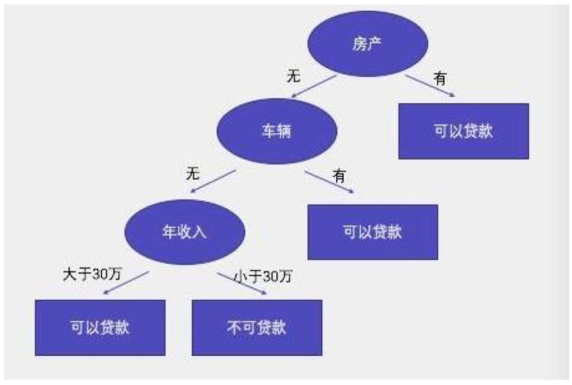 房产
无
有
车辆
可以贷款
无
有
年收入
可以贷款
大于30万
小于30万
可以贷款
不可贷款